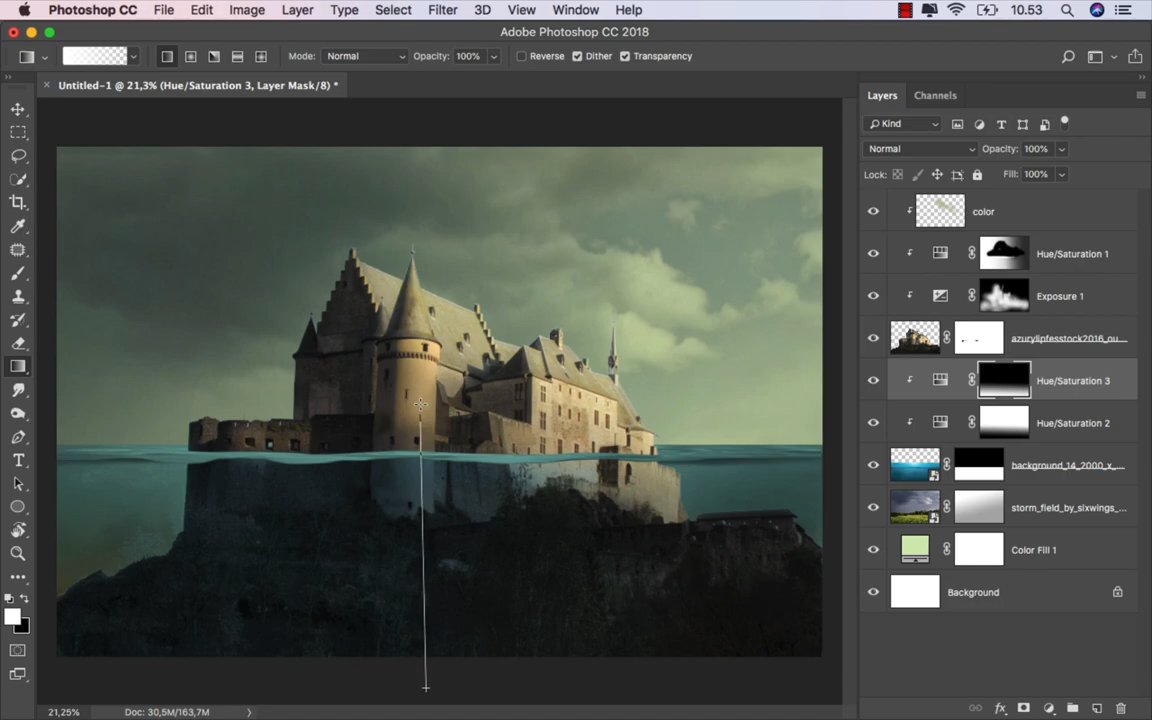 Photoshop CC File Edit Image Layer Type Select Filter 3D View Window Help 10.53
Adobe Photoshop CC 2018
Mode: Normal Opacity: 100% Reverse Dither Transparency
Untitled-1 @ 21,3% (Hue/Saturation 3, Layer Mask/8) *
Layers Channels
Kind
Normal Opacity: 100%
Lock: Fill: 100%
color
Hue/Saturation 1
Exposure 1
azurylipfesstock2016_ou...
Hue/Saturation 3
Hue/Saturation 2
background_14_2000_x_...
storm_field_by_sixwings_...
Color Fill 1
Background
21,25% Doc: 30,5M/163,7M